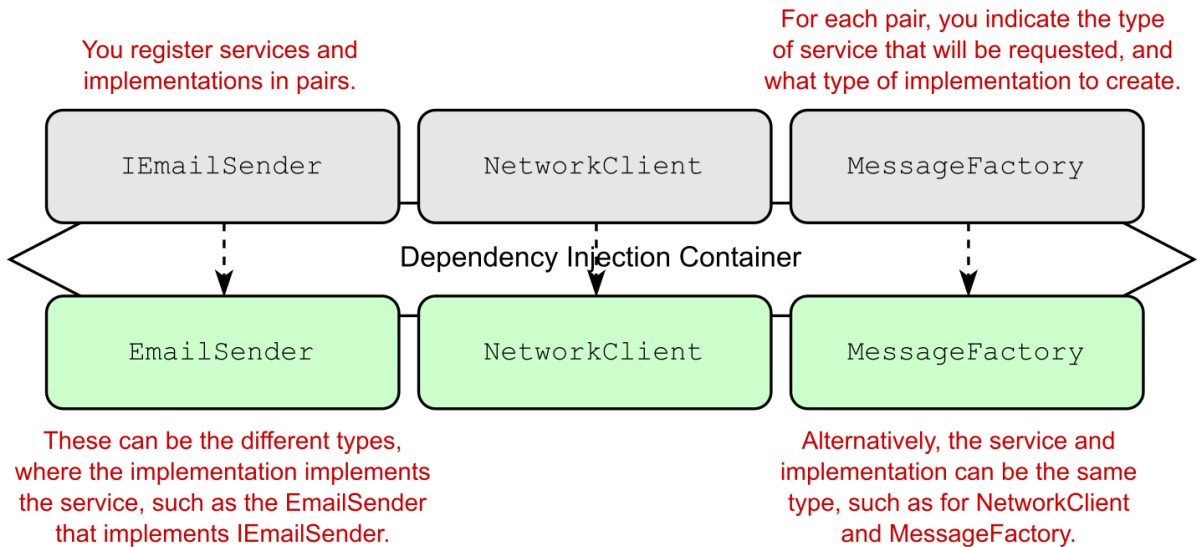 You register services and
implementations in pairs.
For each pair, you indicate the type
of service that will be requested, and
what type of implementation to create.
IEmailSender
NetworkClient
MessageFactory
Dependency Injection Container
EmailSender
NetworkClient
MessageFactory
These can be the different types,
where the implementation implements
the service, such as the EmailSender
that implements IEmailSender.
Alternatively, the service and
implementation can be the same
type, such as for NetworkClient
and MessageFactory.